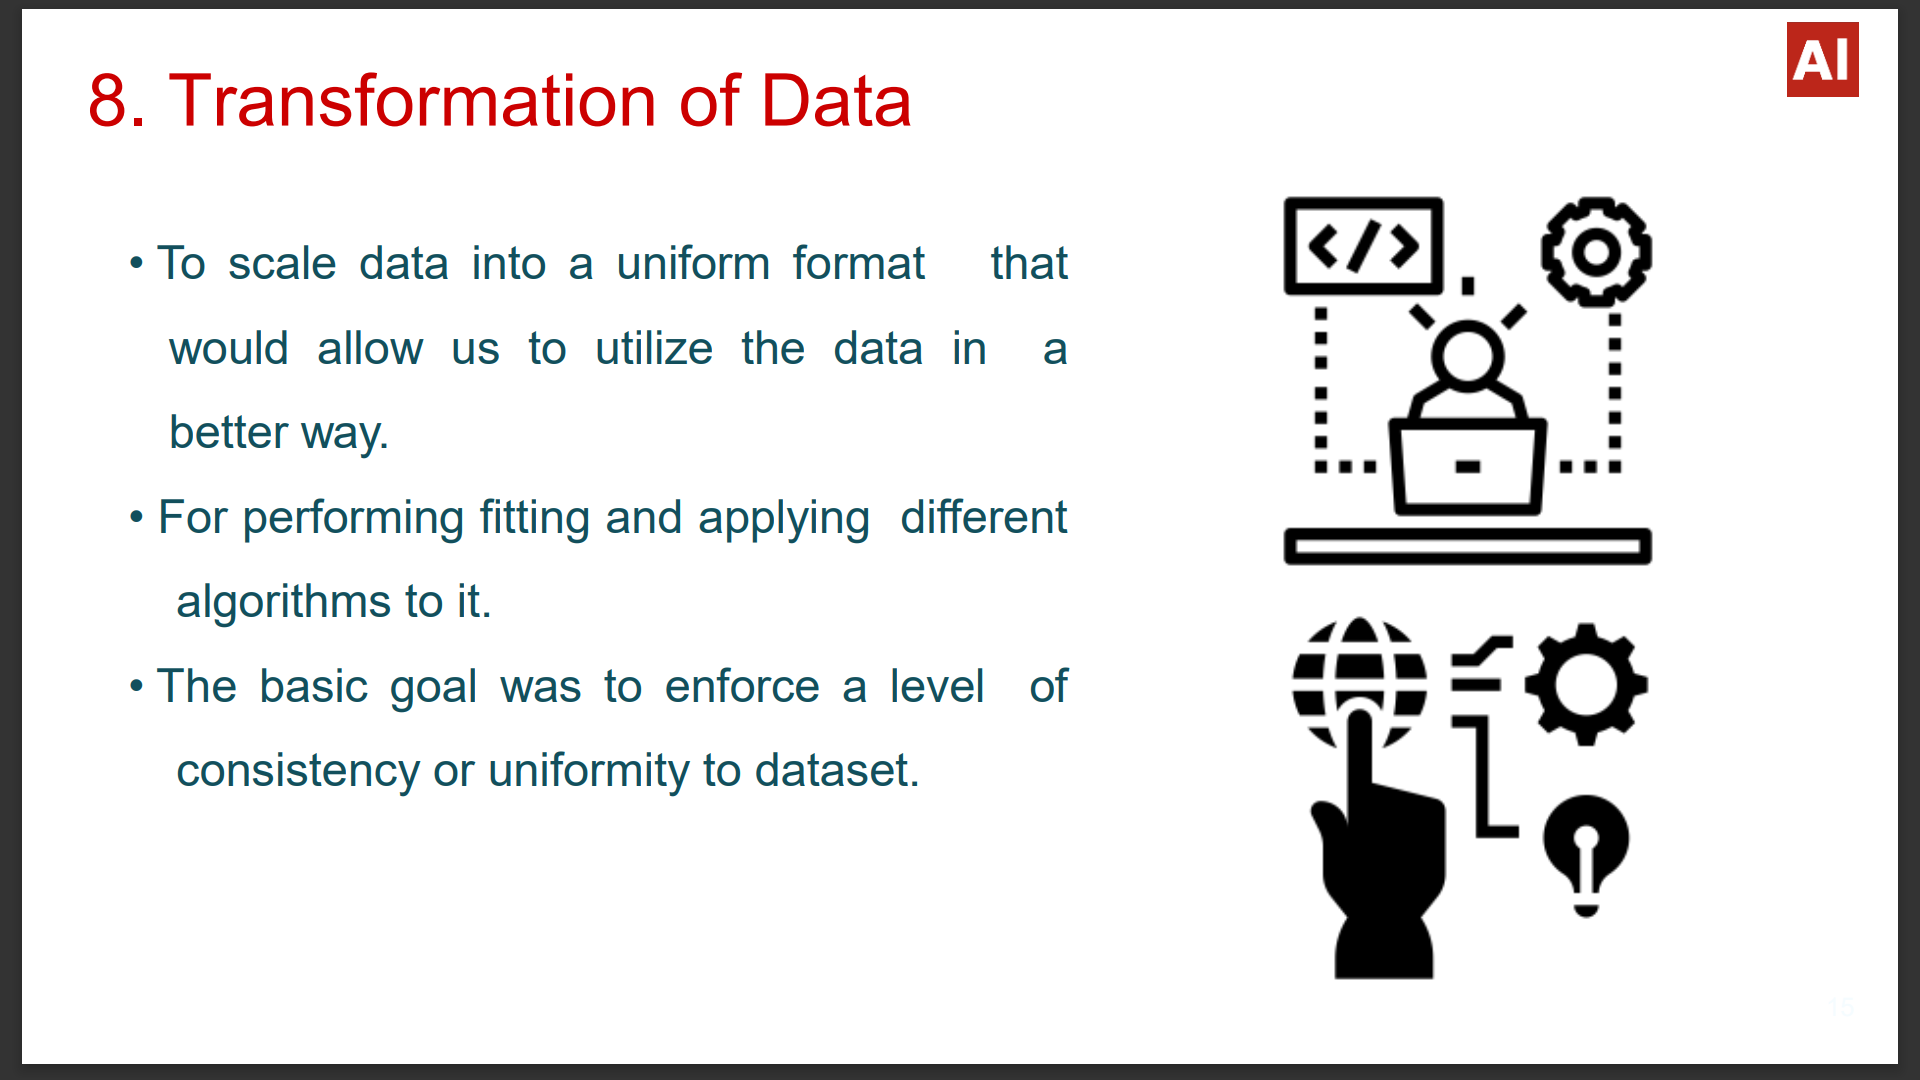 AI
8. Transformation of Data
• To scale data into a uniform format that
would allow us to utilize the data in a
better way.
• For performing fitting and applying different
algorithms to it.
• The basic goal was to enforce a level of
consistency or uniformity to dataset.
</>
15